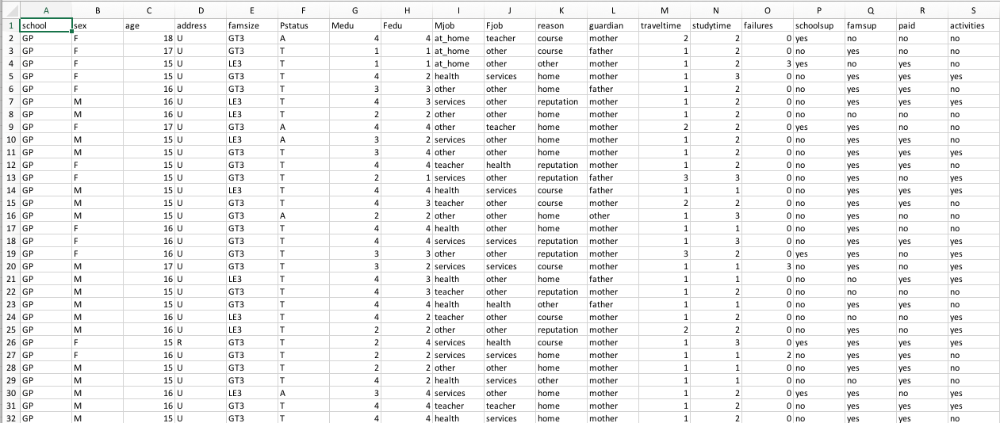 A B C D E F G H I J K L M N O P Q R S
1 school sex age address famsize Pstatus Medu Fedu Mjob Fjob reason guardian traveltime studytime failures schoolsup famsup paid activities
2 GP F 18 U GT3 A 4 4 at_home teacher course mother 2 2 0 yes no no no
3 GP F 17 U GT3 T 1 1 at_home other course father 1 2 0 no yes no no
4 GP F 15 U LE3 T 1 1 at_home other other mother 1 2 3 yes no yes no
5 GP F 15 U GT3 T 4 2 health services home mother 1 3 0 no yes yes yes
6 GP F 16 U GT3 T 3 3 other other home father 1 2 0 no yes yes no
7 GP M 16 U LE3 T 4 3 services other reputation mother 1 2 0 no yes yes yes
8 GP M 16 U LE3 T 2 2 other other home mother 1 2 0 no no no no
9 GP F 17 U GT3 A 4 4 other teacher home mother 2 2 0 yes yes no no
10 GP M 15 U LE3 A 3 2 services other home mother 1 2 0 no yes yes no
11 GP M 15 U GT3 T 3 4 other other home mother 1 2 0 no yes yes yes
12 GP F 15 U GT3 T 4 4 teacher health reputation mother 1 2 0 no yes yes no
13 GP F 15 U GT3 T 2 1 services other reputation father 3 3 0 no yes no yes
14 GP M 15 U LE3 T 4 4 health services course father 1 1 0 no yes yes yes
15 GP M 15 U GT3 T 4 3 teacher other course mother 2 2 0 no yes yes no
16 GP M 15 U GT3 A 2 2 other other home other 1 3 0 no yes no no
17 GP F 16 U GT3 T 4 4 health other home mother 1 1 0 no yes no no
18 GP F 16 U GT3 T 4 4 services services reputation mother 1 3 0 no yes yes yes
19 GP F 16 U GT3 T 3 3 other other reputation mother 3 2 0 yes yes no yes
20 GP M 17 U GT3 T 3 2 services services course mother 1 1 3 no yes no yes
21 GP M 16 U LE3 T 4 3 health other home father 1 1 0 no no yes yes
22 GP M 15 U GT3 T 4 3 teacher other reputation mother 1 2 0 no no no no
23 GP M 15 U GT3 T 4 4 health health other father 1 1 0 no yes yes no
24 GP M 16 U LE3 T 4 2 teacher other course mother 1 2 0 no no no yes
25 GP M 16 U LE3 T 2 2 other other reputation mother 2 2 0 no yes no yes
26 GP F 15 R GT3 T 2 4 services health course mother 1 3 0 yes yes yes yes
27 GP F 16 U GT3 T 2 2 services services home mother 1 1 2 no yes yes no
28 GP M 15 U GT3 T 2 2 other other home mother 1 1 0 no yes yes no
29 GP M 15 U GT3 T 4 2 health services other mother 1 1 0 no no yes no
30 GP M 16 U LE3 A 3 4 services other home mother 1 2 0 yes yes no yes
31 GP M 16 U GT3 T 4 4 teacher teacher home mother 1 2 0 no yes yes yes
32 GP M 15 U GT3 T 4 4 health services home mother 1 2 0 no yes yes no